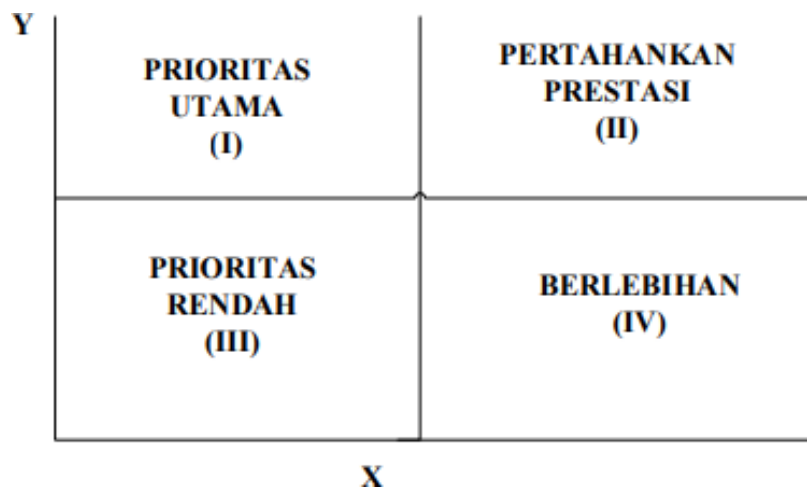 Y
PRIORITAS
UTAMA
(I)
PERTAHANKAN
PRESTASI
(II)
PRIORITAS
RENDAH
(III)
BERLEBIHAN
(IV)
X